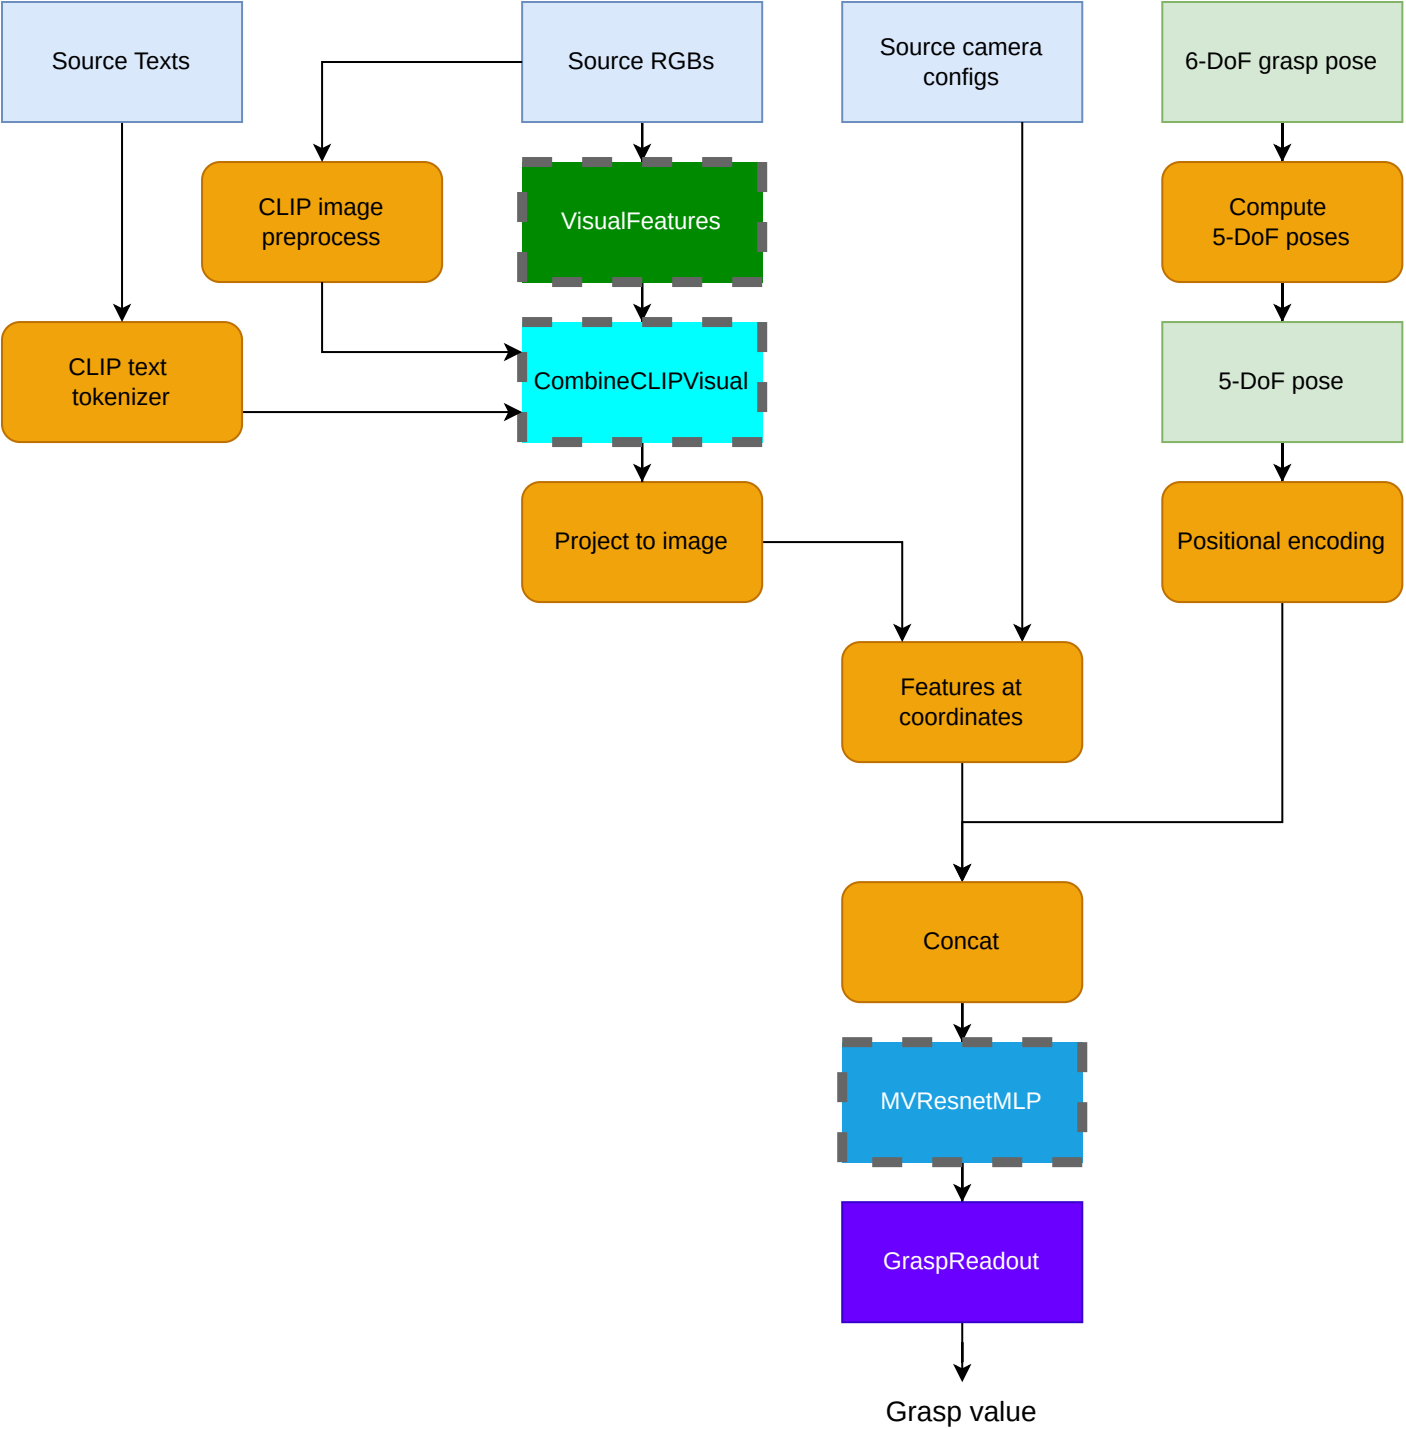 Source Texts
Source RGBs
Source camera
configs
6-DoF grasp pose
CLIP image
preprocess
VisualFeatures
Compute
5-DoF poses
CLIP text
tokenizer
CombineCLIPVisual
5-DoF pose
Project to image
Positional encoding
Features at
coordinates
Concat
MVResnetMLP
GraspReadout
Grasp value